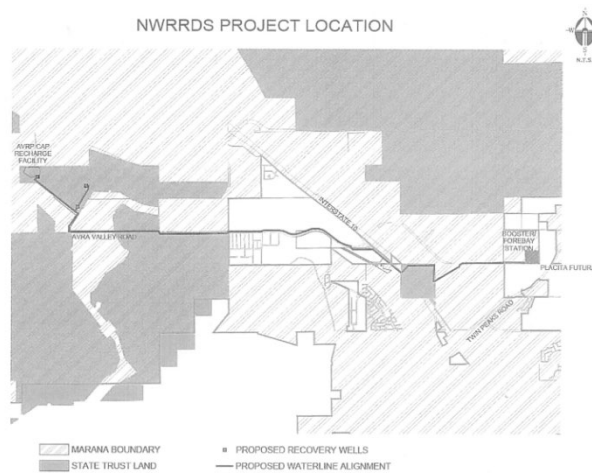 NWRRDS PROJECT LOCATION
N
W
S
N.T.S.
AVRP CAP
RECHARGE
FACILITY
INTERSTATE 10
AVRA VALLEY ROAD
BOOSTER/
FOREBAY
STATION
PLACITA FUTURA
TWIN PEAKS ROAD
MARANA BOUNDARY
PROPOSED RECOVERY WELLS
STATE TRUST LAND
PROPOSED WATERLINE ALIGNMENT